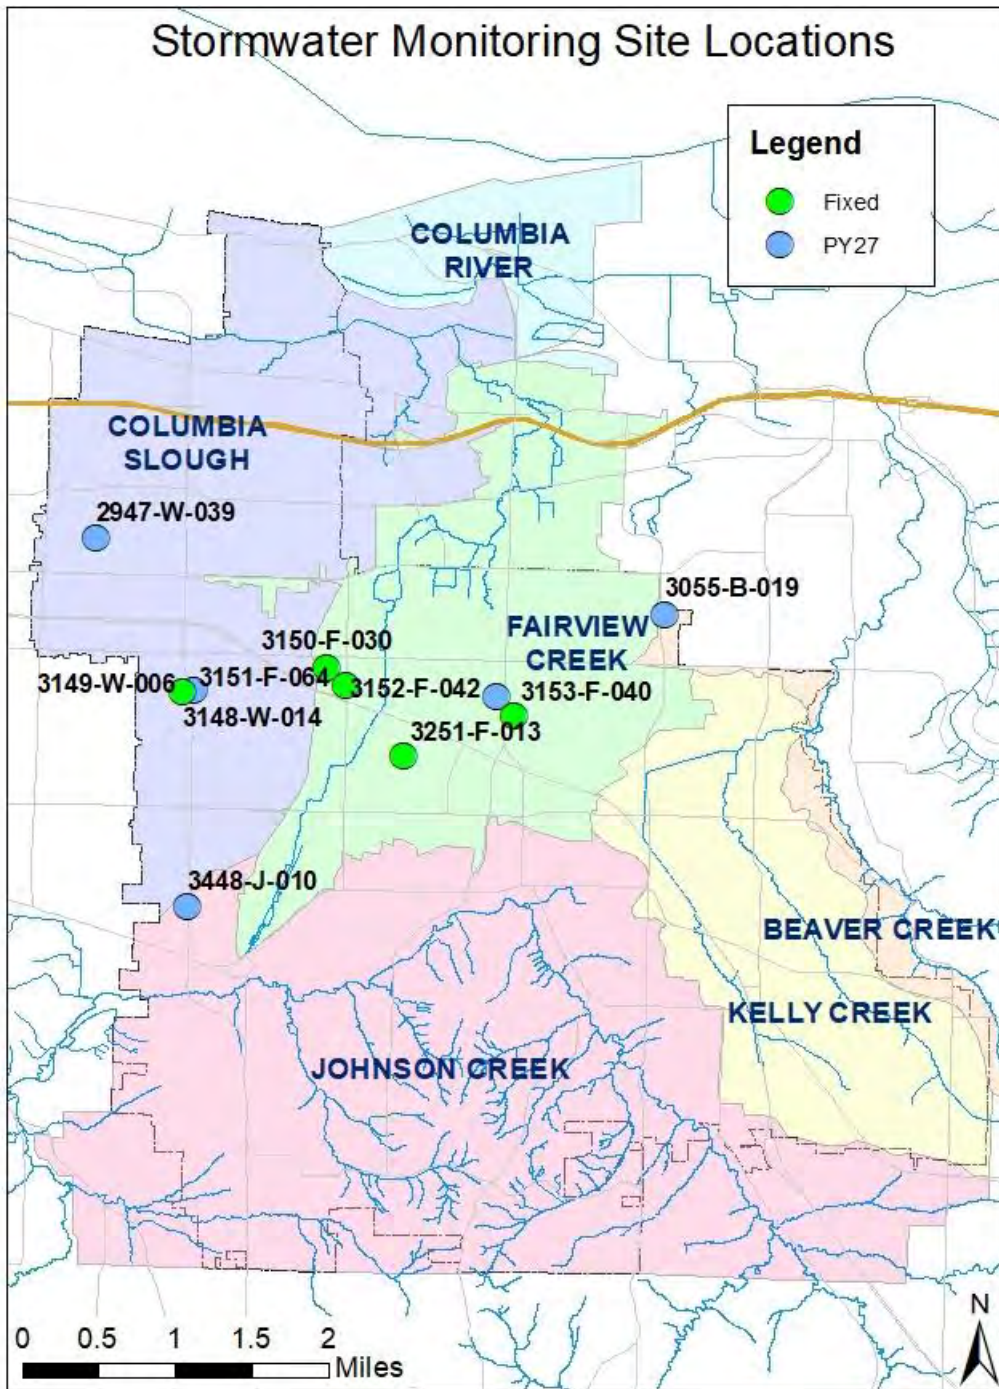 Stormwater Monitoring Site Locations
Legend
Fixed
PY27
COLUMBIA
RIVER
COLUMBIA
SLOUGH
2947-W-039
3055-B-019
FAIRVIEW
CREEK
3150-F-030
3149-W-006
3151-F-064
3152-F-042
3153-F-040
3148-W-014
3251-F-013
3448-J-010
BEAVER CREEK
KELLY CREEK
JOHNSON CREEK
N
0 0.5 1 1.5 2
Miles